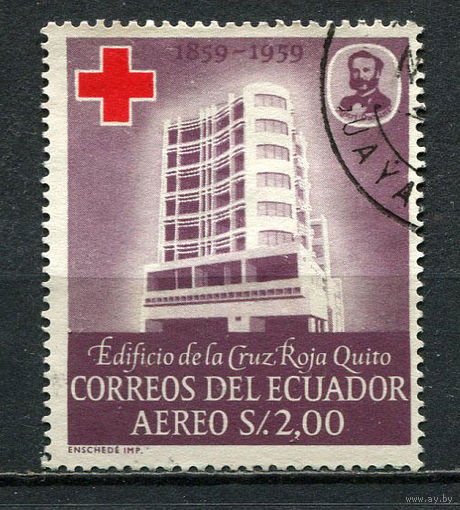 1859-1959
Edificio de la Cruz Roja Quito
CORREOS DEL ECUADOR
AEREO S/. 2,00
ENSCHEDÉ IMP.
www.ay.by